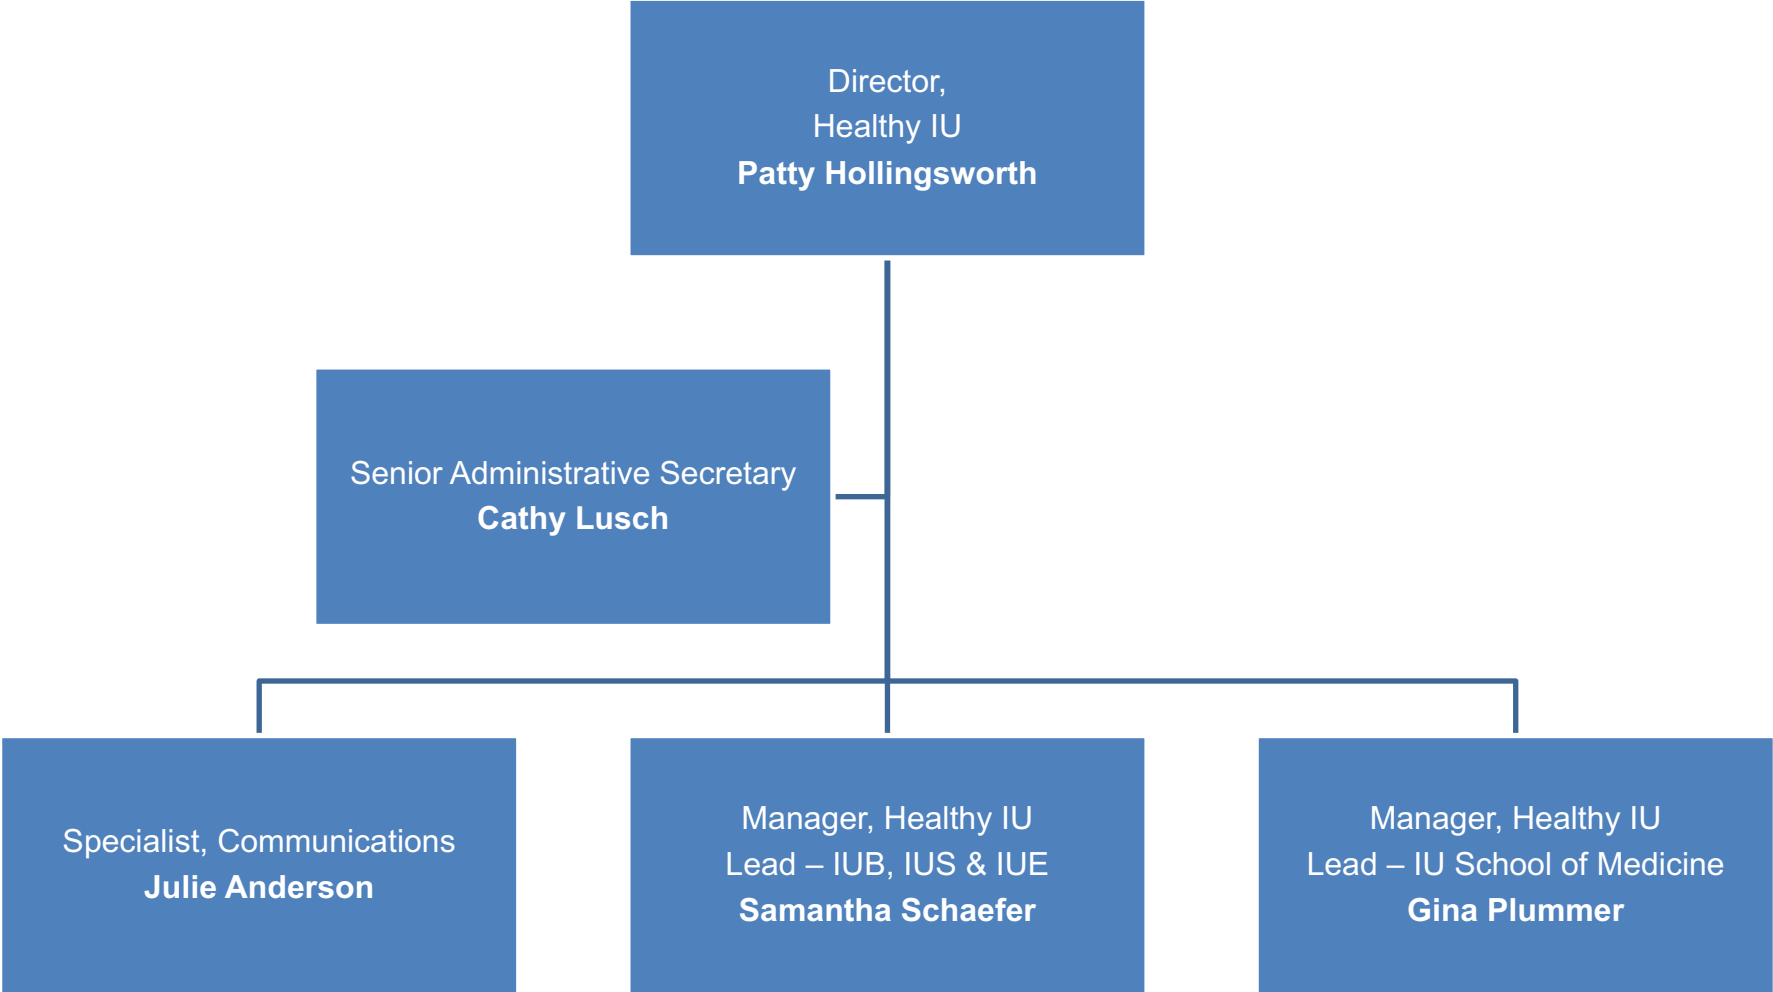 Director,
Healthy IU
Patty Hollingsworth
Senior Administrative Secretary
Cathy Lusch
Specialist, Communications
Julie Anderson
Manager, Healthy IU
Lead – IUB, IUS & IUE
Samantha Schaefer
Manager, Healthy IU
Lead – IU School of Medicine
Gina Plummer